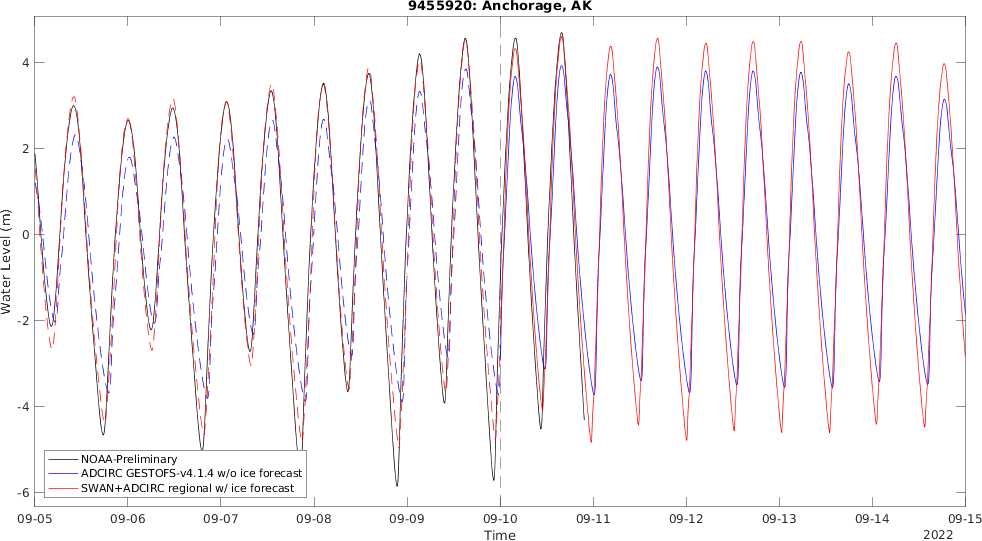 9455920: Anchorage, AK
Water Level (m)
4
2
0
-2
-4
-6
NOAA-Preliminary
ADCIRC GESTOFS-v4.1.4 w/o ice forecast
SWAN+ADCIRC regional w/ ice forecast
09-05 09-06 09-07 09-08 09-09 09-10 09-11 09-12 09-13 09-14 09-15
Time
2022